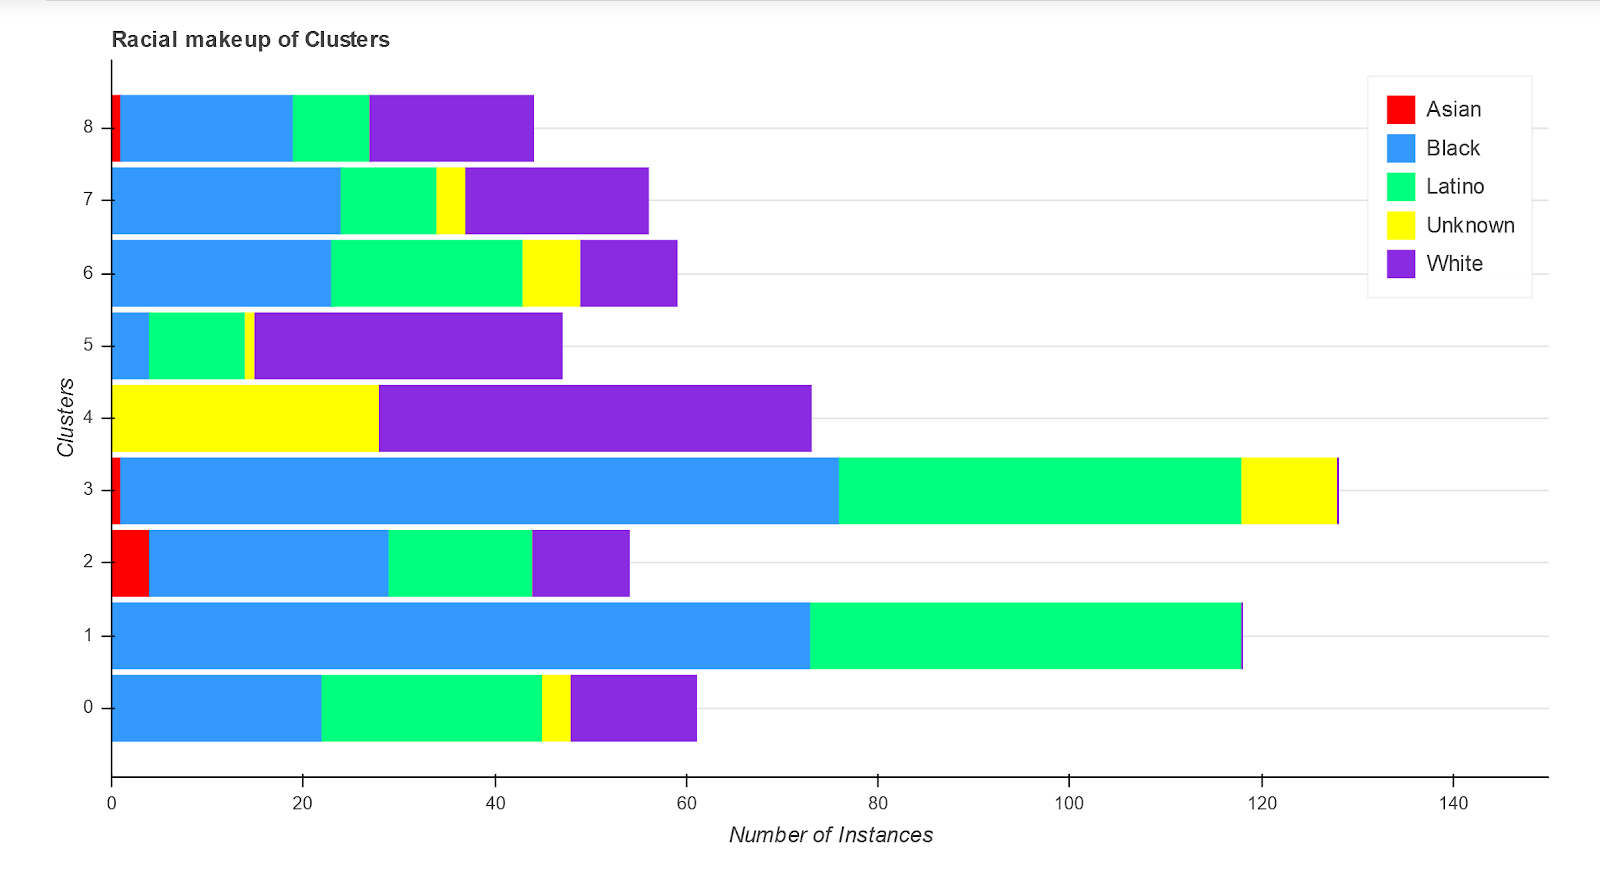 Racial makeup of Clusters
Asian
Black
Latino
Unknown
White
8
7
6
5
4
3
2
1
0
Clusters
0 20 40 60 80 100 120 140
Number of Instances